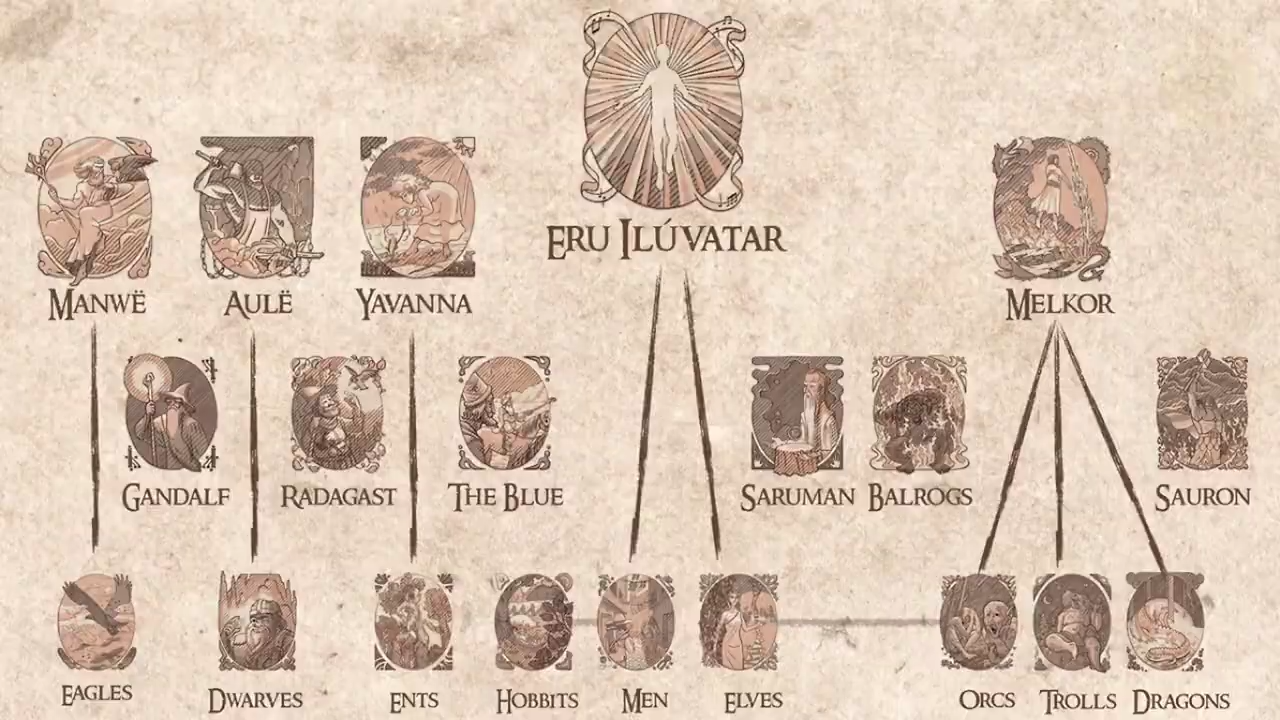 ERU ILÚVATAR
MANWË
AULË
YAVANNA
MELKOR
GANDALF
RADAGAST
THE BLUE
SARUMAN
BALROGS
SAURON
EAGLES
DWARVES
ENTS
HOBBITS
MEN
ELVES
ORCS
TROLLS
DRAGONS